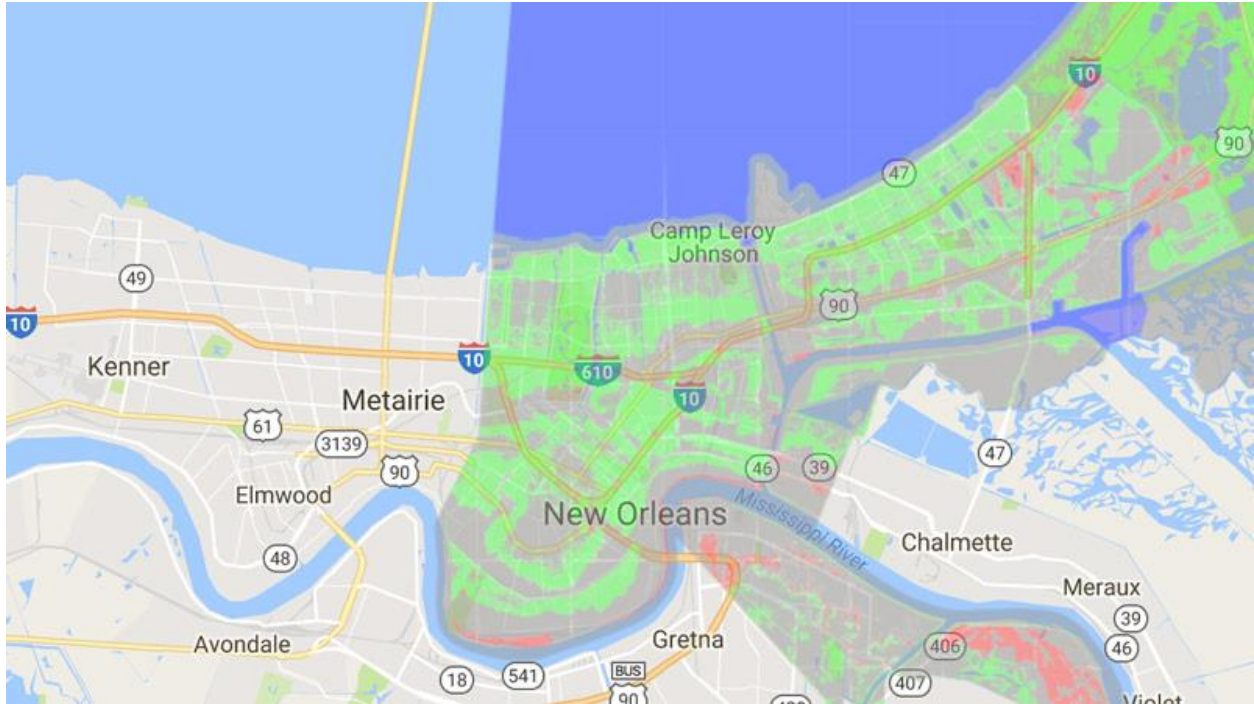 10
90
47
Camp Leroy
Johnson
49
90
10
10
610
Kenner
10
Metairie
61
3139
90
46
39
47
Elmwood
New Orleans
Mississippi River
48
Chalmette
Meraux
39
Avondale
Gretna
406
46
18
541
BUS
90
407
Violet